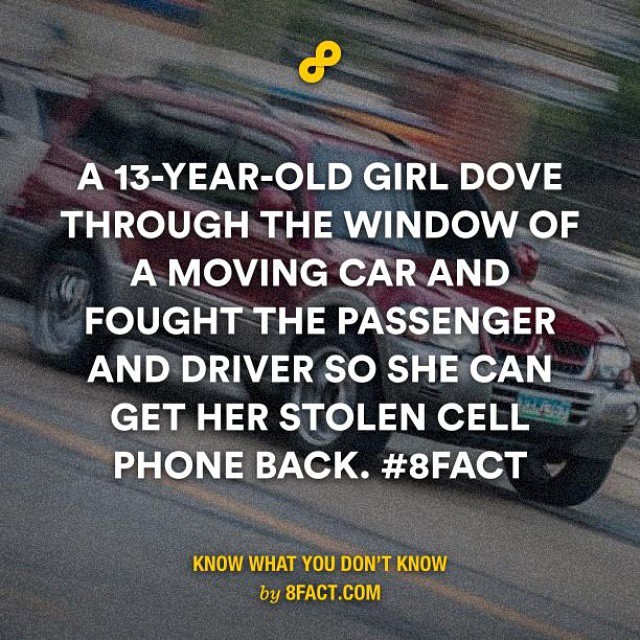 A 13-YEAR-OLD GIRL DOVE
THROUGH THE WINDOW OF
A MOVING CAR AND
FOUGHT THE PASSENGER
AND DRIVER SO SHE CAN
GET HER STOLEN CELL
PHONE BACK. #8FACT
KNOW WHAT YOU DON'T KNOW
by 8FACT.COM